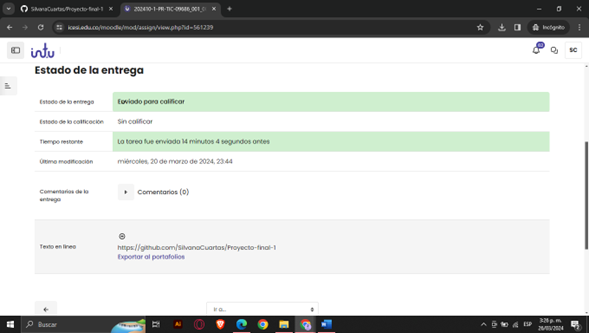 SilvanaCuartas/Proyecto-final-1
202410-1-PR-TIC-09686_001_(
icesi.edu.co/moodle/mod/assign/view.php?id=561239
Incógnito
intu
SC
Estado de la entrega
Estado de la entrega
Enviado para calificar
Estado de la calificación
Sin calificar
Tiempo restante
La tarea fue enviada 14 minutos 4 segundos antes
Última modificación
miércoles, 20 de marzo de 2024, 23:44
Comentarios de la
entrega
Comentarios (0)
Texto en línea
https://github.com/SilvanaCuartas/Proyecto-final-1
Exportar al portafolios
Ir a...
Buscar
ESP
3:28 p. m.
26/03/2024